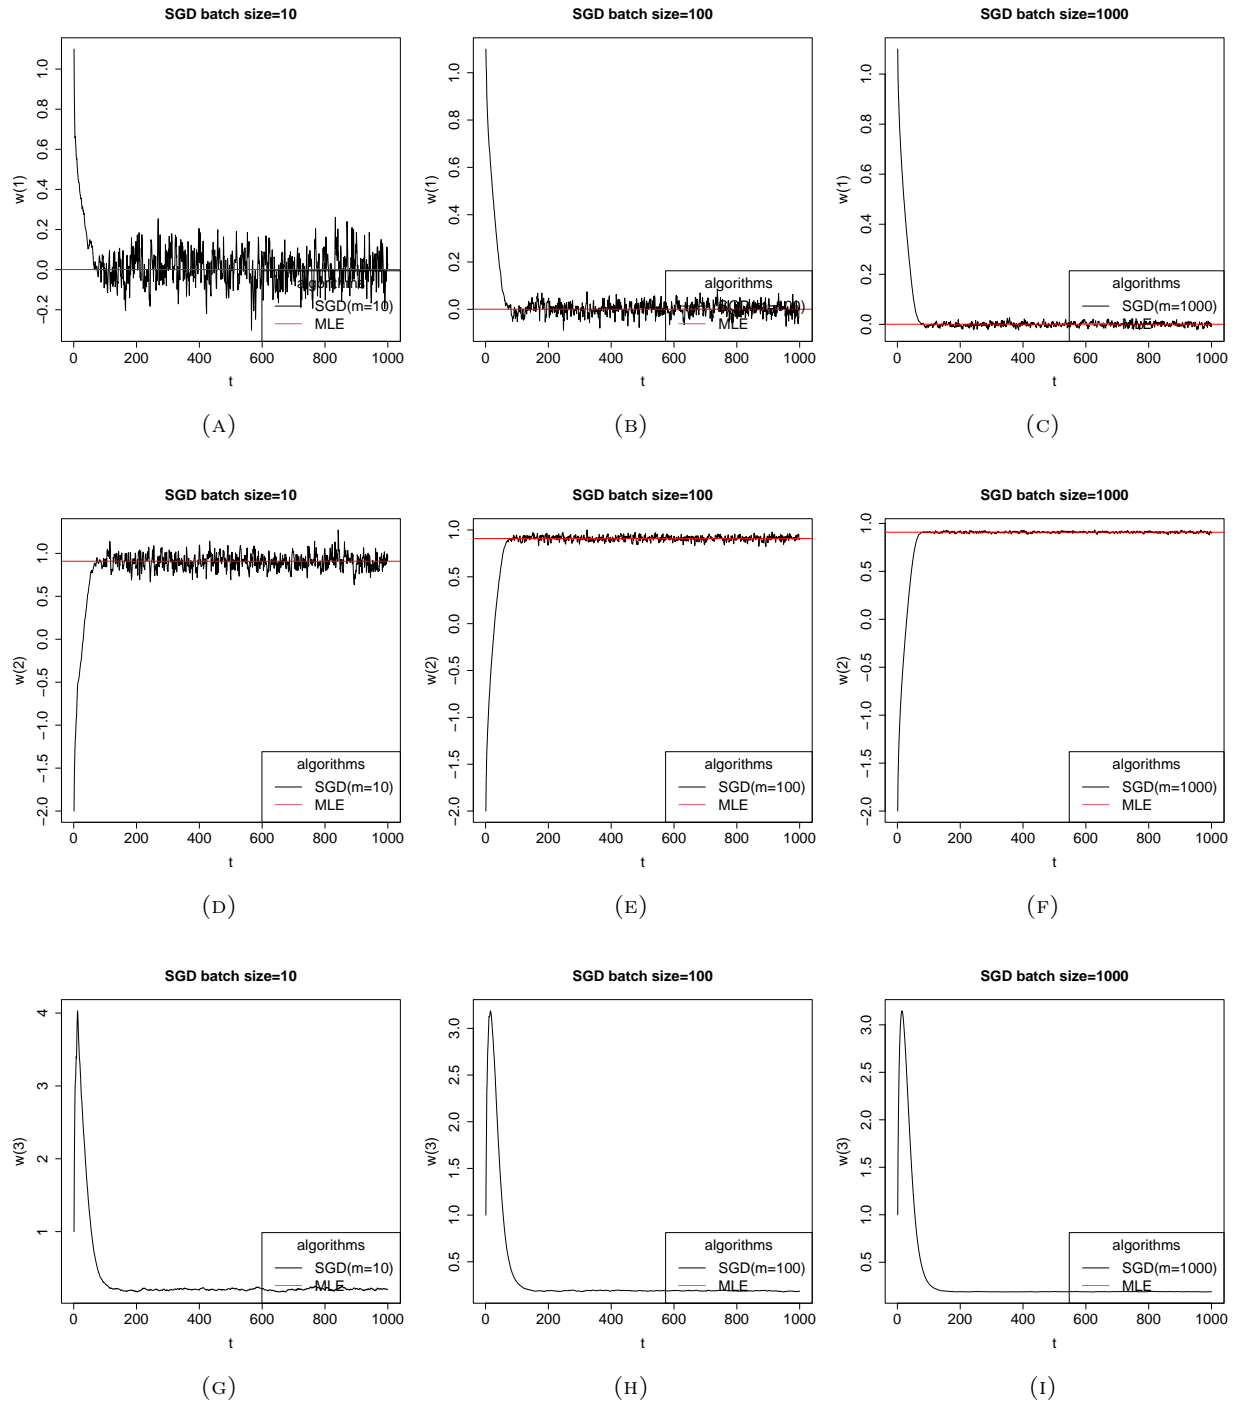 SGD batch size=10
w(1)
1.0
0.8
0.6
0.4
0.2
0.0
−0.2
0 200 400 600 800 1000
t
algorithms
SGD(m=10)
MLE
(A)
SGD batch size=100
w(1)
1.0
0.8
0.6
0.4
0.2
0.0
0 200 400 600 800 1000
t
algorithms
SGD(m=100)
MLE
(B)
SGD batch size=1000
w(1)
1.0
0.8
0.6
0.4
0.2
0.0
0 200 400 600 800 1000
t
algorithms
SGD(m=1000)
MLE
(C)
SGD batch size=10
w(2)
1.0
0.5
0.0
−0.5
−1.0
−1.5
−2.0
0 200 400 600 800 1000
t
algorithms
SGD(m=10)
MLE
(D)
SGD batch size=100
w(2)
1.0
0.5
0.0
−0.5
−1.0
−1.5
−2.0
0 200 400 600 800 1000
t
algorithms
SGD(m=100)
MLE
(E)
SGD batch size=1000
w(2)
1.0
0.5
0.0
−0.5
−1.0
−1.5
−2.0
0 200 400 600 800 1000
t
algorithms
SGD(m=1000)
MLE
(F)
SGD batch size=10
w(3)
4
3
2
1
0 200 400 600 800 1000
t
algorithms
SGD(m=10)
MLE
(G)
SGD batch size=100
w(3)
3.0
2.5
2.0
1.5
1.0
0.5
0 200 400 600 800 1000
t
algorithms
SGD(m=100)
MLE
(H)
SGD batch size=1000
w(3)
3.0
2.5
2.0
1.5
1.0
0.5
0 200 400 600 800 1000
t
algorithms
SGD(m=1000)
MLE
(I)